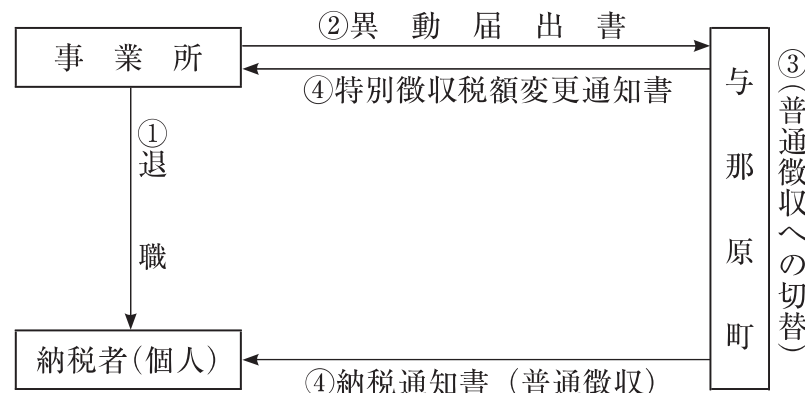 ②異動届出書
事業所
④特別徴収税額変更通知書
①退職
与那原町
③(普通徴収への切替)
納税者(個人)
④納税通知書(普通徴収)